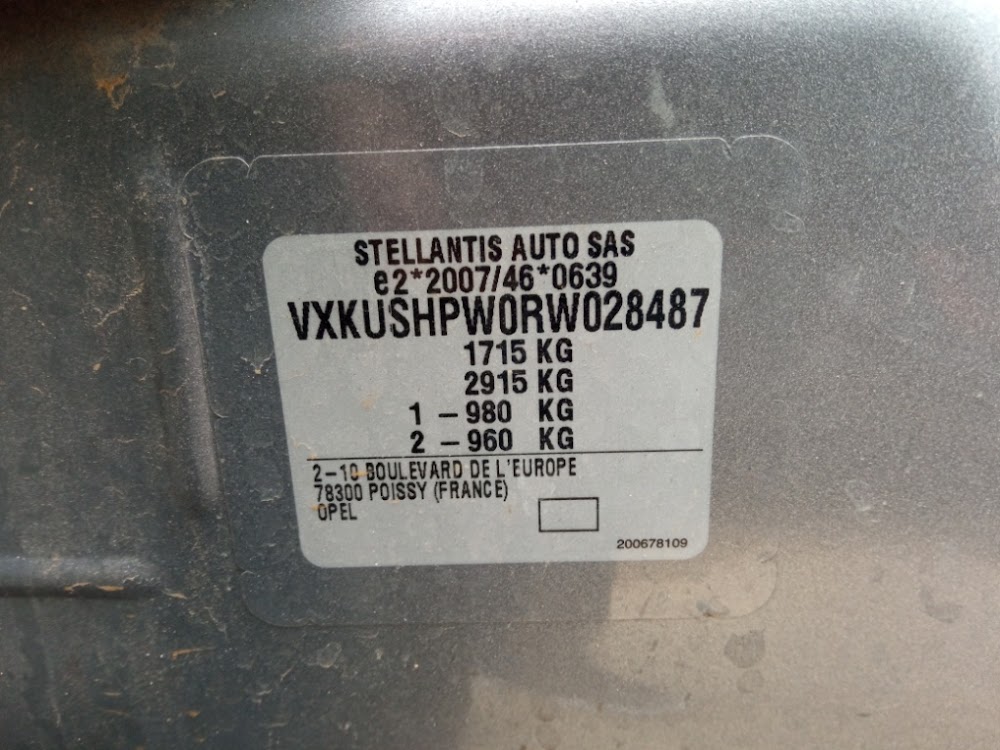 STELLANTIS AUTO SAS
e2*2007/46*0639
VXKUSHPW0RW028487
1715 KG
2915 KG
1 - 980 KG
2 - 960 KG
2-10 BOULEVARD DE L'EUROPE
78300 POISSY (FRANCE)
OPEL
200678109